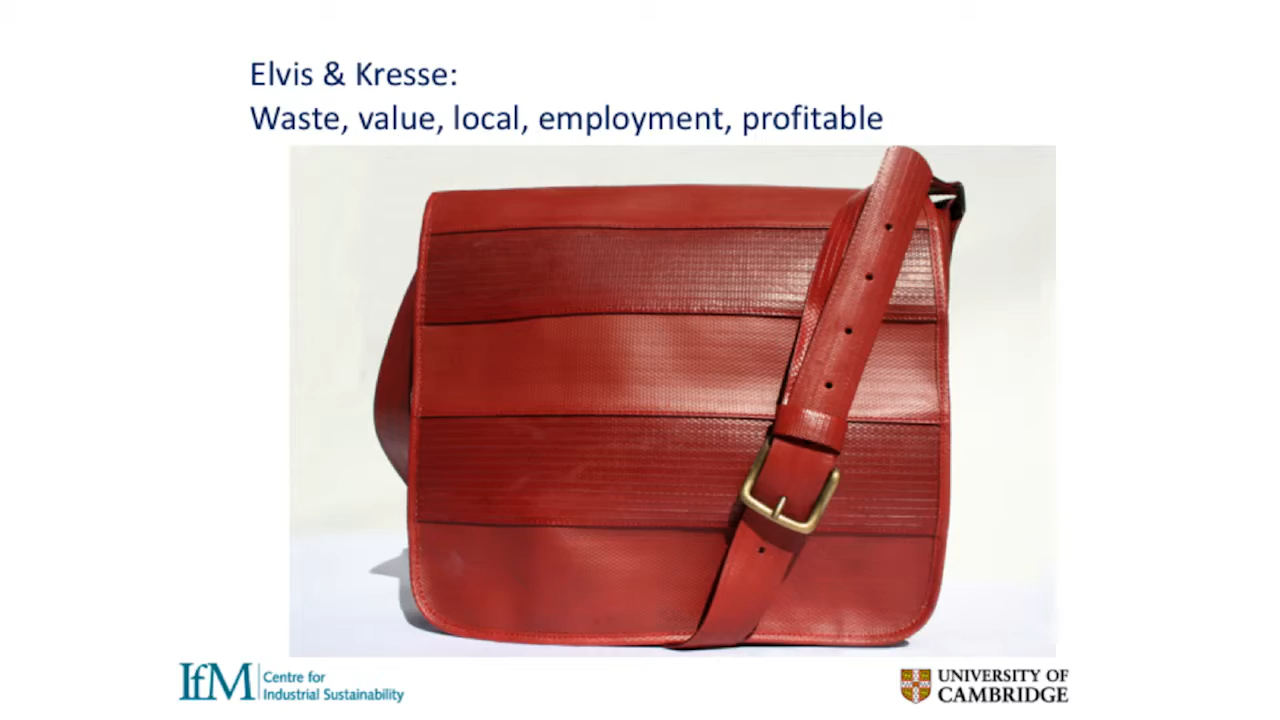 Elvis & Kresse:
Waste, value, local, employment, profitable
IfM
Centre for
Industrial Sustainability
UNIVERSITY OF
CAMBRIDGE